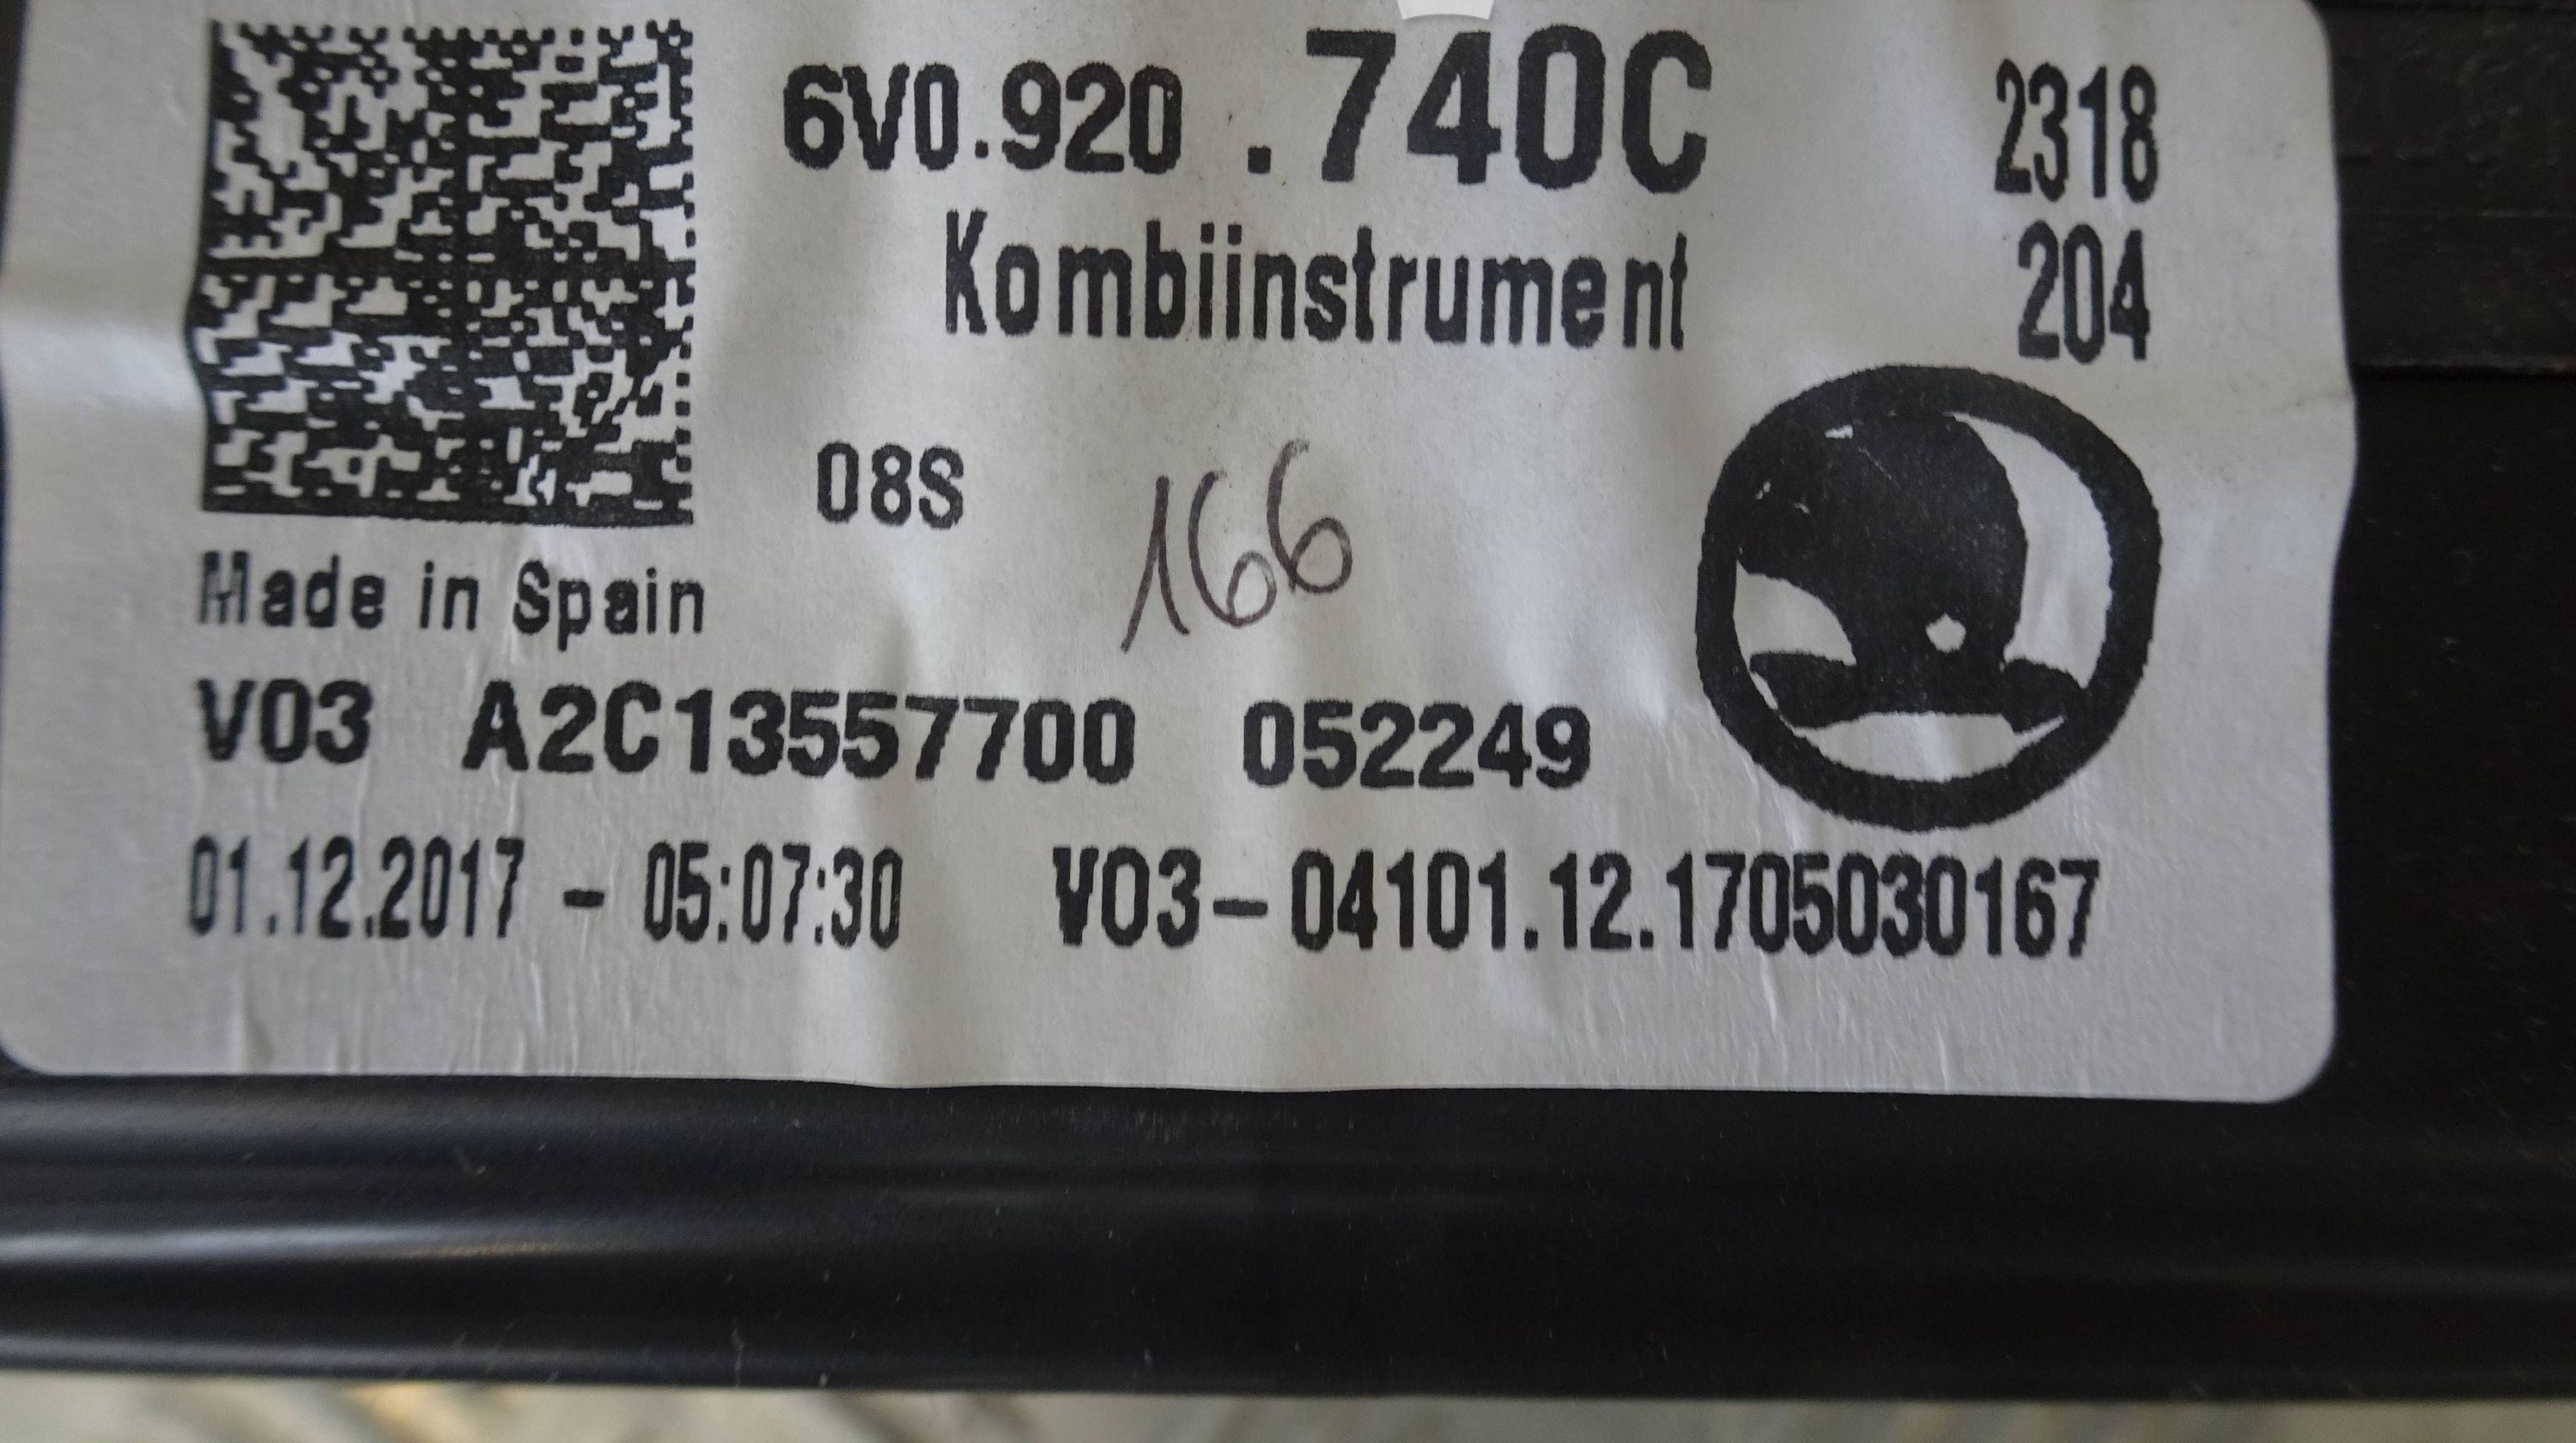 6V0.920 .740C 2318
Kombiinstrument 204
08S
166
Made in Spain
V03 A2C13557700 052249
01.12.2017 - 05:07:30 V03-04101.12.1705030167